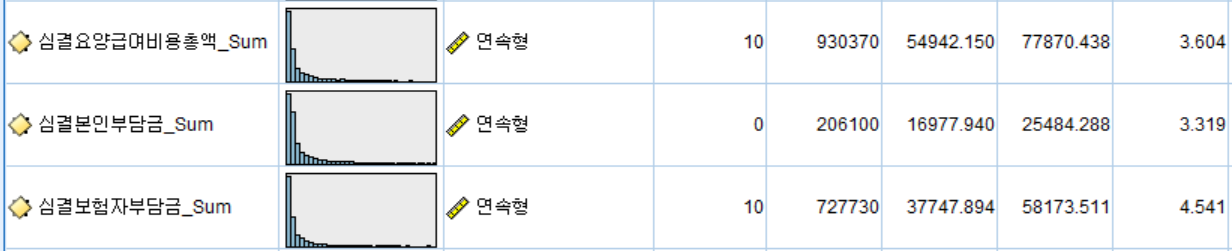 심결요양급여비용총액_Sum 연속형 10 930370 54942.150 77870.438 3.604
심결본인부담금_Sum 연속형 0 206100 16977.940 25484.288 3.319
심결보험자부담금_Sum 연속형 10 727730 37747.894 58173.511 4.541